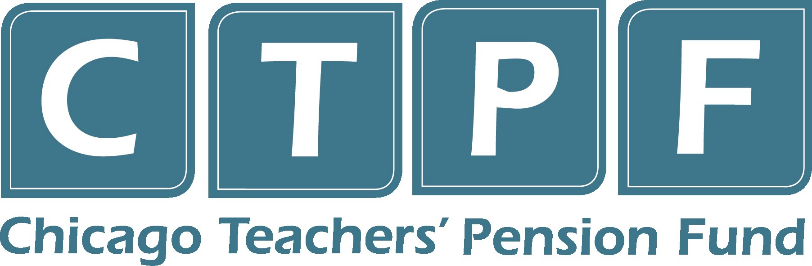 CTPF
Chicago Teachers’ Pension Fund